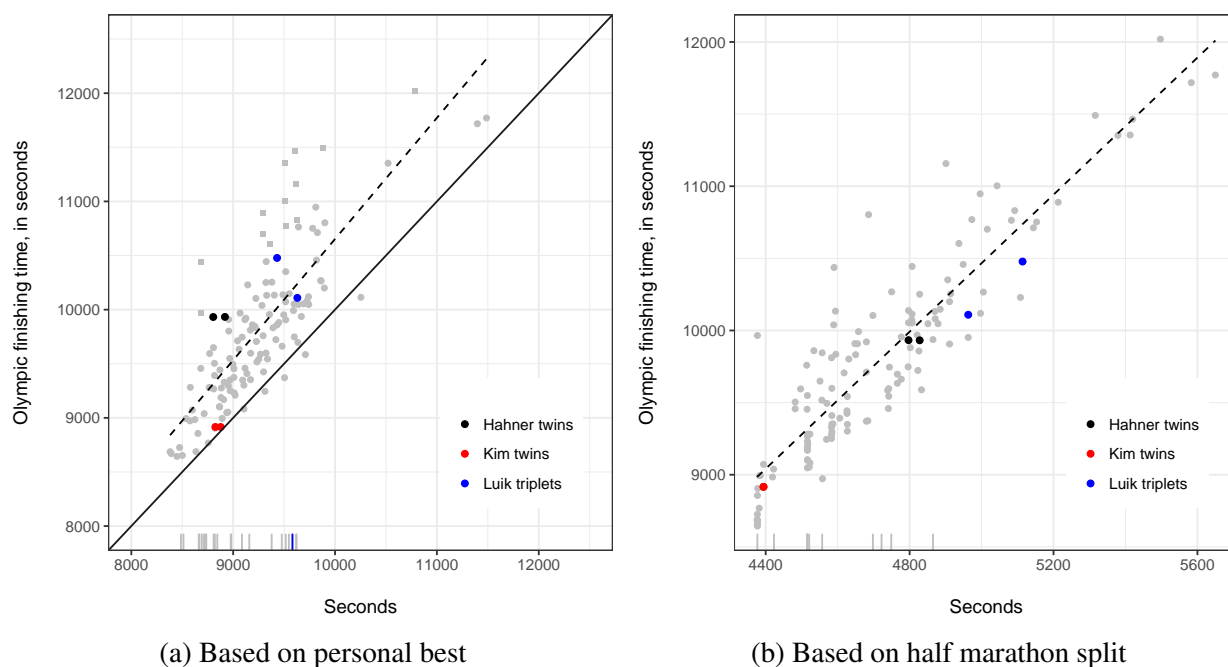 Olympic finishing time, in seconds
12000
11000
10000
9000
8000
8000 9000 10000 11000 12000
Seconds
Hahner twins
Kim twins
Luik triplets
(a) Based on personal best
Olympic finishing time, in seconds
12000
11000
10000
9000
4400 4800 5200 5600
Seconds
Hahner twins
Kim twins
Luik triplets
(b) Based on half marathon split